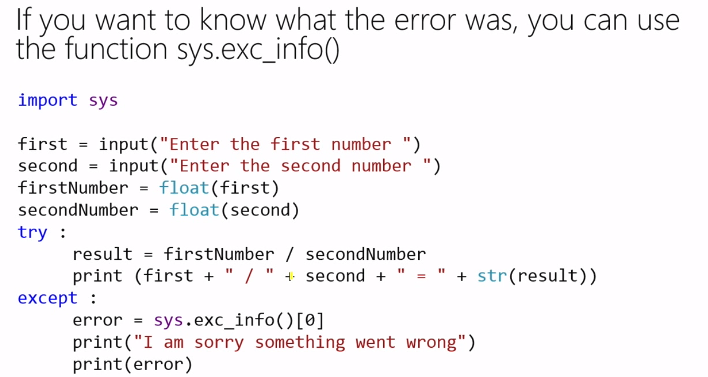 If you want to know what the error was, you can use
the function sys.exc_info()
import sys
first = input("Enter the first number ")
second = input("Enter the second number ")
firstNumber = float(first)
secondNumber = float(second)
try :
result = firstNumber / secondNumber
print (first + " / " + second + " = " + str(result))
except :
error = sys.exc_info()[0]
print("I am sorry something went wrong")
print(error)